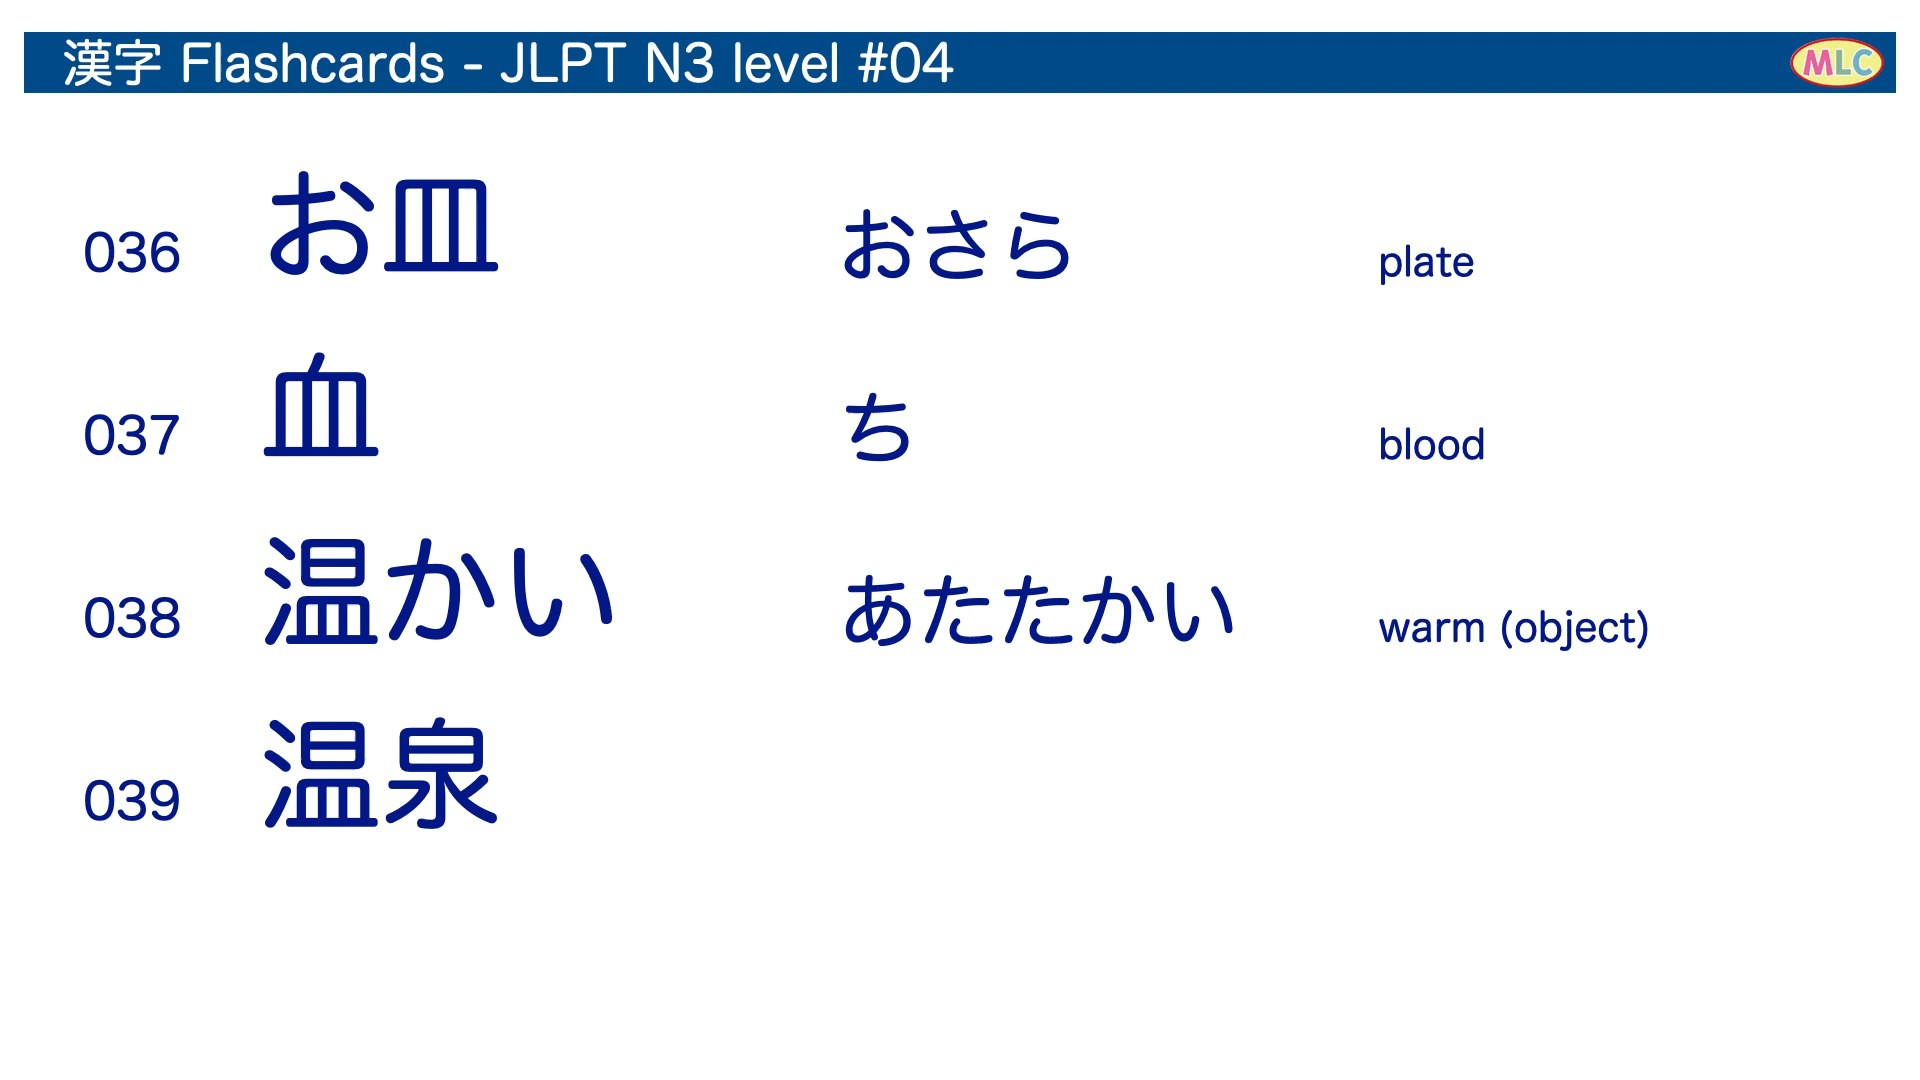 漢字 Flashcards - JLPT N3 level #04 MLC
036 お皿 おさら plate
037 血 ち blood
038 温かい あたたかい warm (object)
039 温泉